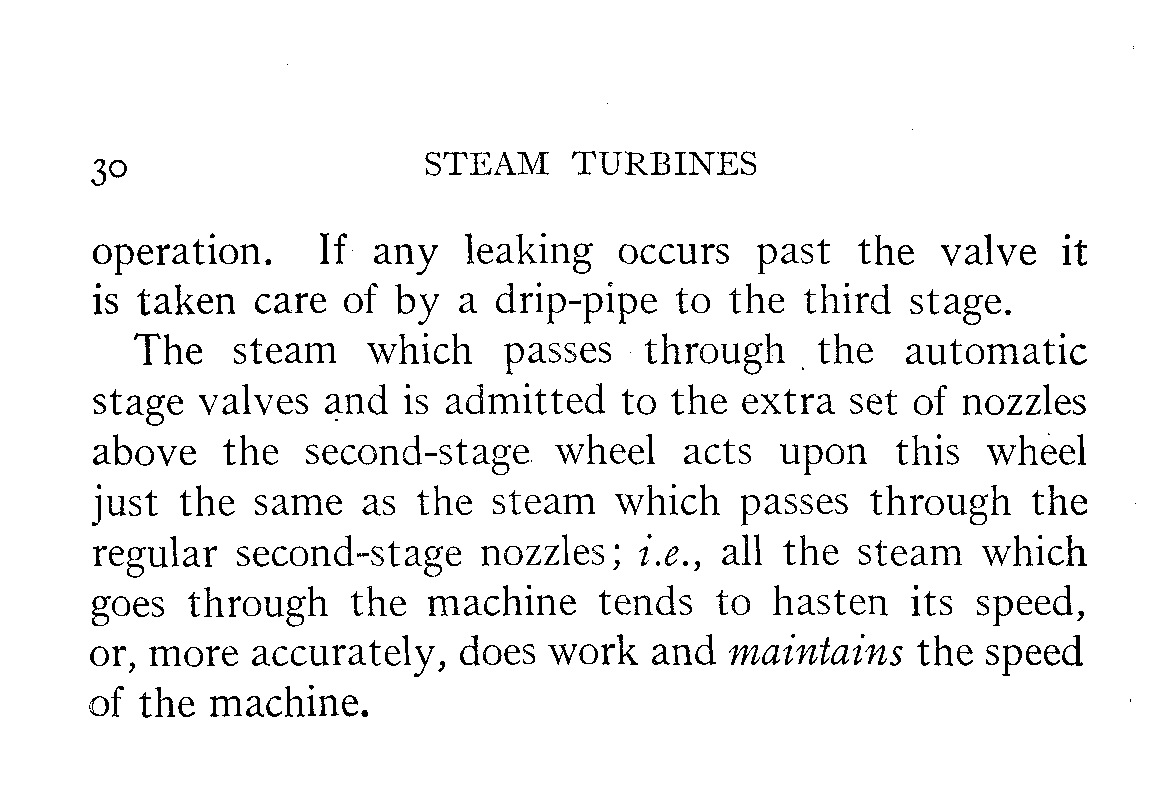 30 STEAM TURBINES
operation. If any leaking occurs past the valve it
is taken care of by a drip-pipe to the third stage.
The steam which passes through the automatic
stage valves and is admitted to the extra set of nozzles
above the second-stage wheel acts upon this wheel
just the same as the steam which passes through the
regular second-stage nozzles; i.e., all the steam which
goes through the machine tends to hasten its speed,
or, more accurately, does work and maintains the speed
of the machine.